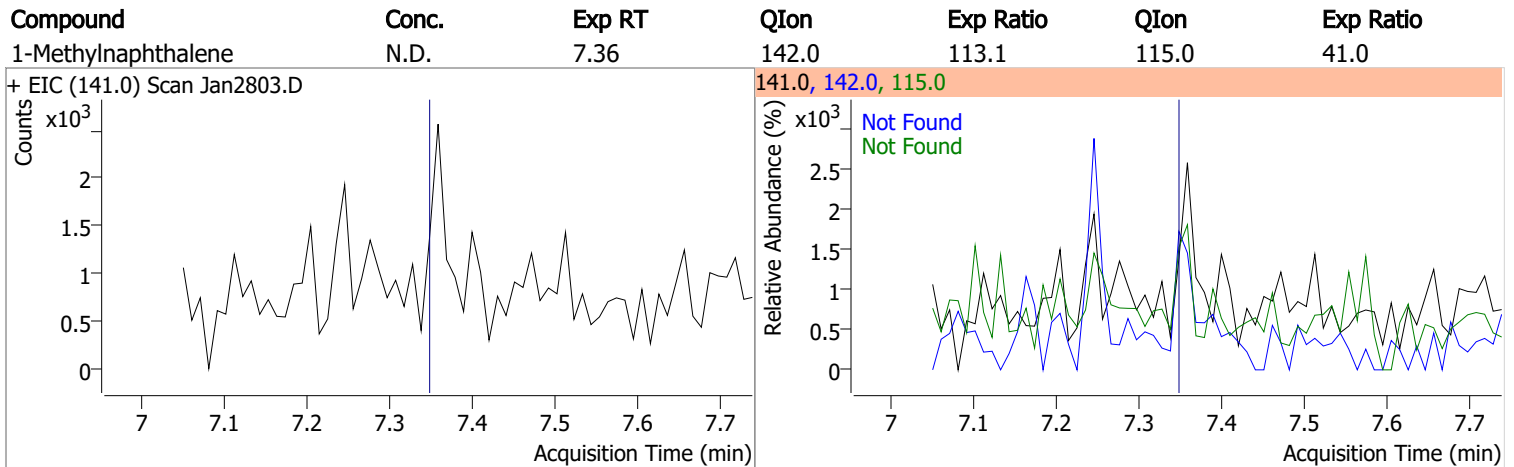 Compound Conc. Exp RT QIon Exp Ratio QIon Exp Ratio
1-Methylnaphthalene N.D. 7.36 142.0 113.1 115.0 41.0
+ EIC (141.0) Scan Jan2803.D
Counts
x10³
2
1.5
1
0.5
0
7 7.1 7.2 7.3 7.4 7.5 7.6 7.7
Acquisition Time (min)
141.0, 142.0, 115.0
Relative Abundance (%)
x10³
Not Found
Not Found
2.5
2
1.5
1
0.5
0
7 7.1 7.2 7.3 7.4 7.5 7.6 7.7
Acquisition Time (min)